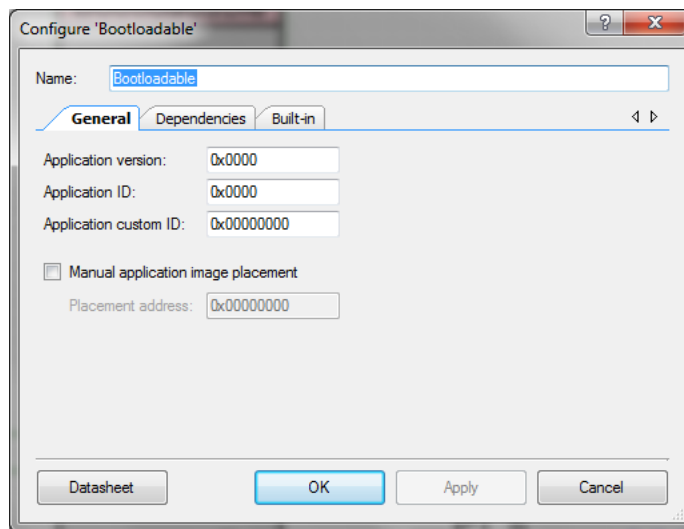 Configure 'Bootloadable'
Name: Bootloadable
General Dependencies Built-in
Application version: 0x0000
Application ID: 0x0000
Application custom ID: 0x00000000
Manual application image placement
Placement address: 0x00000000
Datasheet OK Apply Cancel